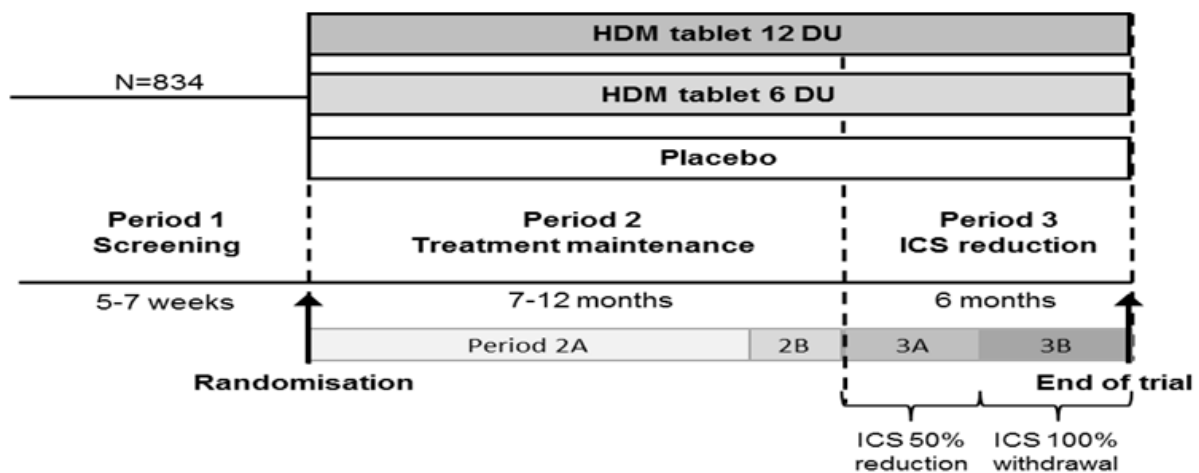 HDM tablet 12 DU
N=834
HDM tablet 6 DU
Placebo
Period 1
Screening
Period 2
Treatment maintenance
Period 3
ICS reduction
5-7 weeks
7-12 months
6 months
Period 2A
2B
3A
3B
Randomisation
End of trial
ICS 50%
reduction
ICS 100%
withdrawal